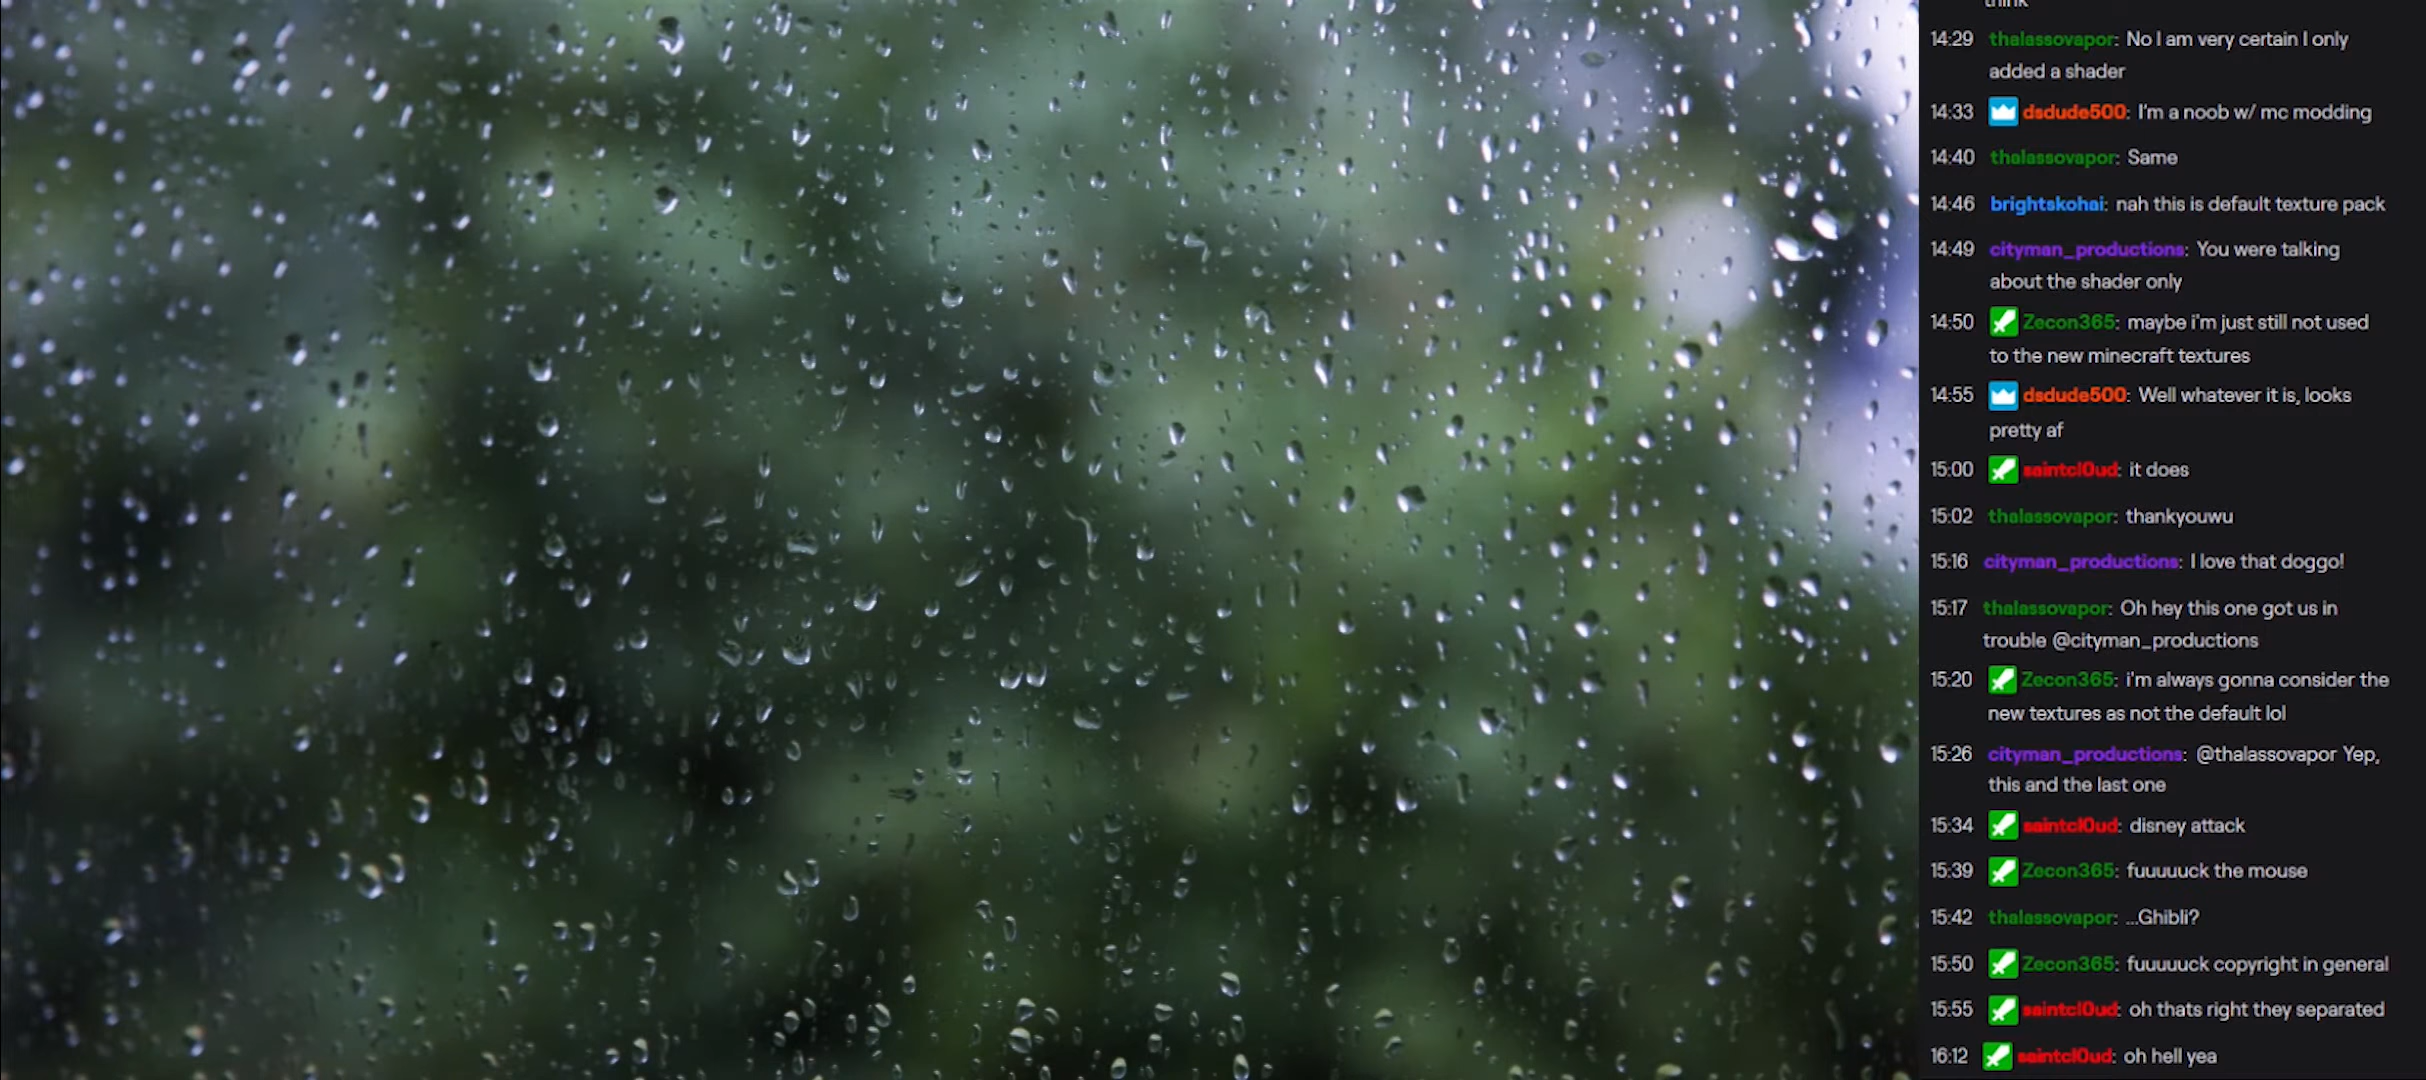 think
14:29 thalassovapor: No I am very certain I only
added a shader
14:33 dsdude500: I'm a noob w/ mc modding
14:40 thalassovapor: Same
14:46 brightskohai: nah this is default texture pack
14:49 cityman_productions: You were talking
about the shader only
14:50 Zecon365: maybe i'm just still not used
to the new minecraft textures
14:55 dsdude500: Well whatever it is, looks
pretty af
15:00 saintcl0ud: it does
15:02 thalassovapor: thankyouwu
15:16 cityman_productions: I love that doggo!
15:17 thalassovapor: Oh hey this one got us in
trouble @cityman_productions
15:20 Zecon365: i'm always gonna consider the
new textures as not the default lol
15:26 cityman_productions: @thalassovapor Yep,
this and the last one
15:34 saintcl0ud: disney attack
15:39 Zecon365: fuuuuuck the mouse
15:42 thalassovapor: ...Ghibli?
15:50 Zecon365: fuuuuuck copyright in general
15:55 saintcl0ud: oh thats right they separated
16:12 saintcl0ud: oh hell yea